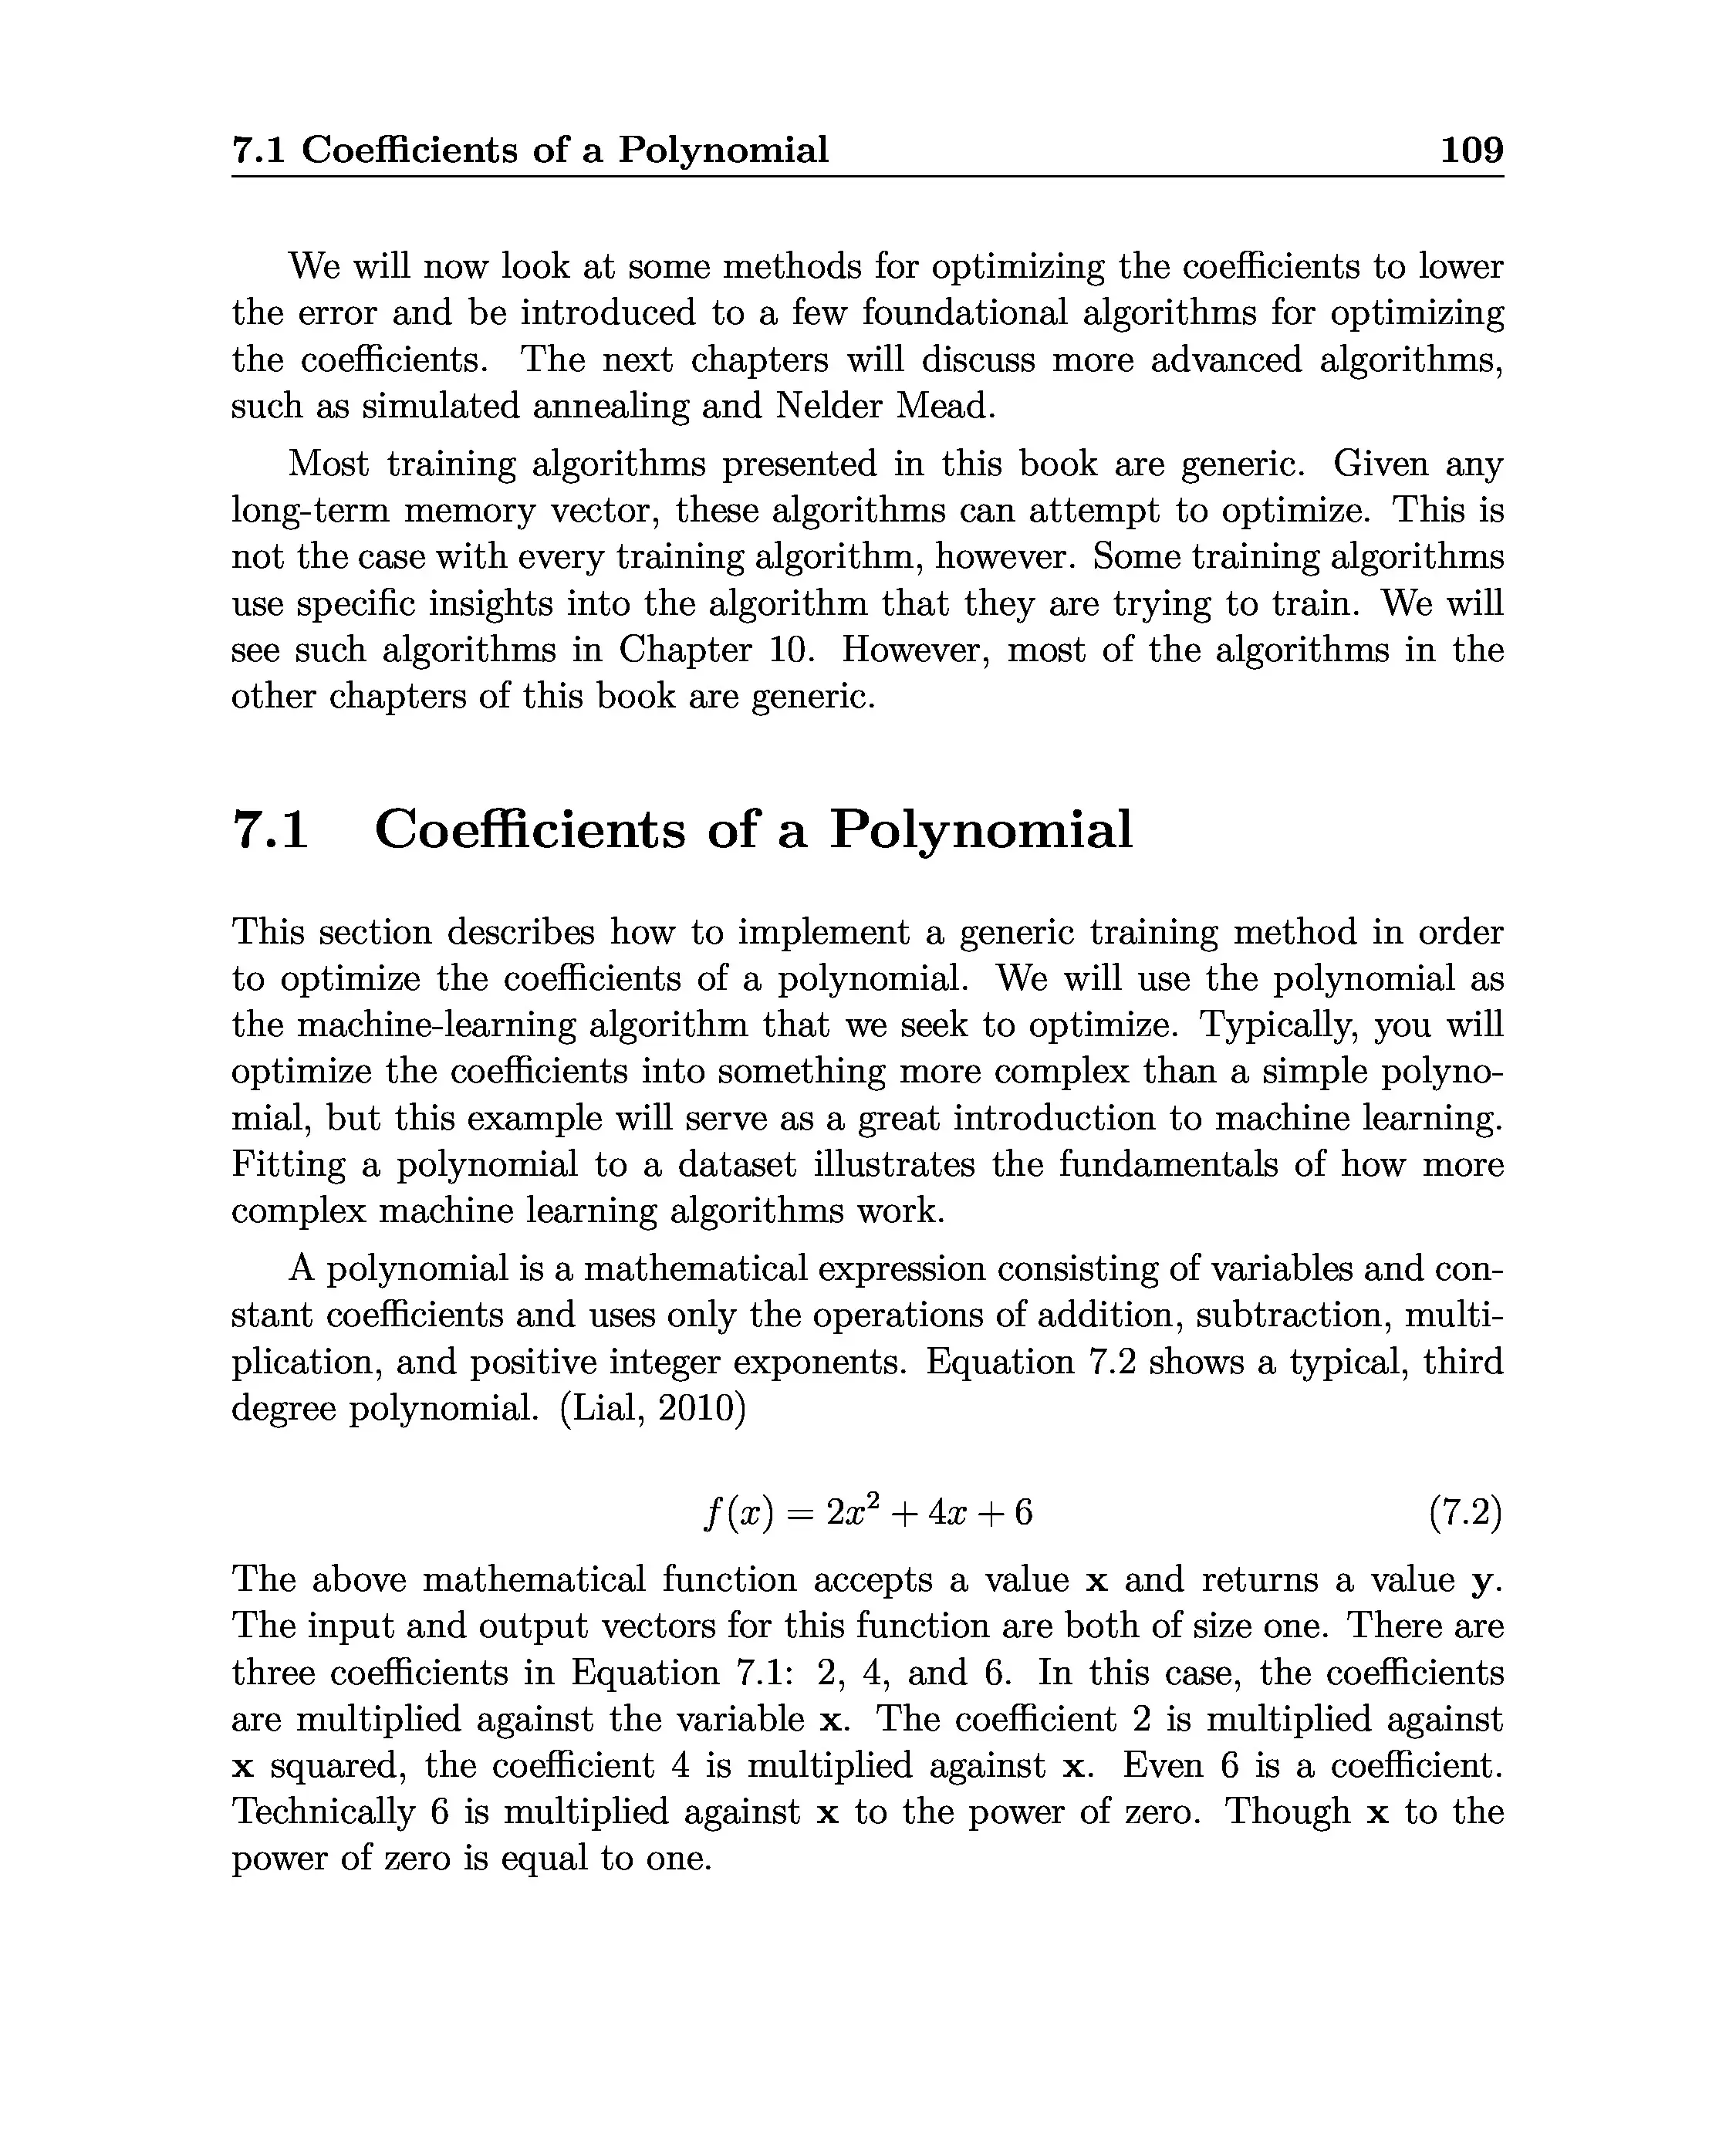 7.1 Coefficients of a Polynomial 109
We will now look at some methods for optimizing the coefficients to lower
the error and be introduced to a few foundational algorithms for optimizing
the coefficients. The next chapters will discuss more advanced algorithms,
such as simulated annealing and Nelder Mead.
Most training algorithms presented in this book are generic. Given any
long-term memory vector, these algorithms can attempt to optimize. This is
not the case with every training algorithm, however. Some training algorithms
use specific insights into the algorithm that they are trying to train. We will
see such algorithms in Chapter 10. However, most of the algorithms in the
other chapters of this book are generic.
7.1 Coefficients of a Polynomial
This section describes how to implement a generic training method in order
to optimize the coefficients of a polynomial. We will use the polynomial as
the machine-learning algorithm that we seek to optimize. Typically, you will
optimize the coefficients into something more complex than a simple polyno-
mial, but this example will serve as a great introduction to machine learning.
Fitting a polynomial to a dataset illustrates the fundamentals of how more
complex machine learning algorithms work.
A polynomial is a mathematical expression consisting of variables and con-
stant coefficients and uses only the operations of addition, subtraction, multi-
plication, and positive integer exponents. Equation 7.2 shows a typical, third
degree polynomial. (Lial, 2010)
f(x) = 2x² + 4x + 6 (7.2)
The above mathematical function accepts a value x and returns a value y.
The input and output vectors for this function are both of size one. There are
three coefficients in Equation 7.1: 2, 4, and 6. In this case, the coefficients
are multiplied against the variable x. The coefficient 2 is multiplied against
x squared, the coefficient 4 is multiplied against x. Even 6 is a coefficient.
Technically 6 is multiplied against x to the power of zero. Though x to the
power of zero is equal to one.